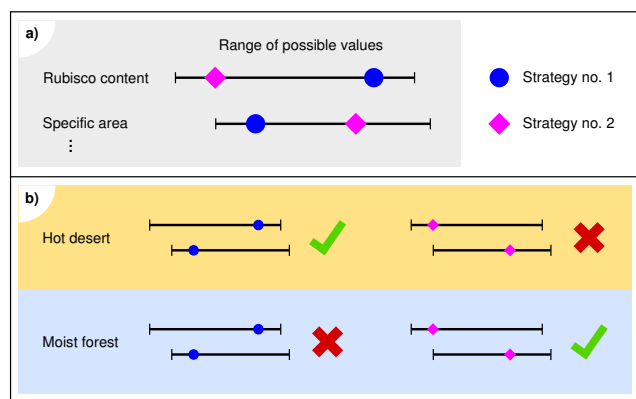 a)
Range of possible values
Rubisco content
Strategy no. 1
Specific area
Strategy no. 2
⋮
b)
Hot desert
Moist forest